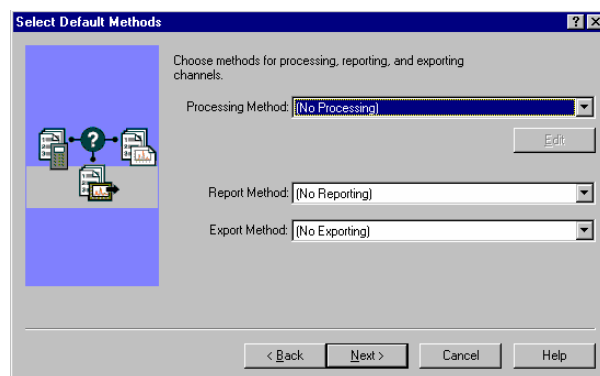 Select Default Methods
Choose methods for processing, reporting, and exporting
channels.
Processing Method: (No Processing)
Edit
Report Method: (No Reporting)
Export Method: (No Exporting)
< Back Next > Cancel Help